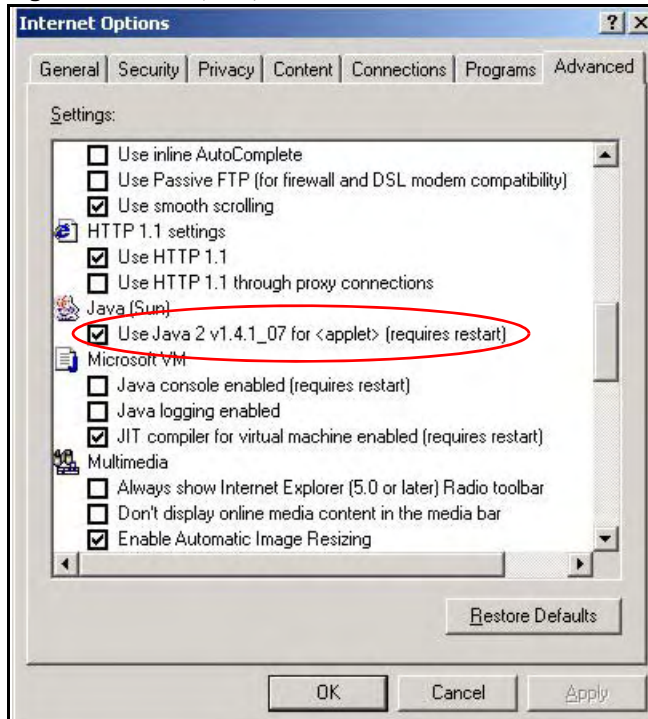 Internet Options
General Security Privacy Content Connections Programs Advanced
Settings:
Use inline AutoComplete
Use Passive FTP (for firewall and DSL modem compatibility)
Use smooth scrolling
HTTP 1.1 settings
Use HTTP 1.1
Use HTTP 1.1 through proxy connections
Java (Sun)
Use Java 2 v1.4.1_07 for <applet> (requires restart)
Microsoft VM
Java console enabled (requires restart)
Java logging enabled
JIT compiler for virtual machine enabled (requires restart)
Multimedia
Always show Internet Explorer (5.0 or later) Radio toolbar
Don't display online media content in the media bar
Enable Automatic Image Resizing
Restore Defaults
OK Cancel Apply